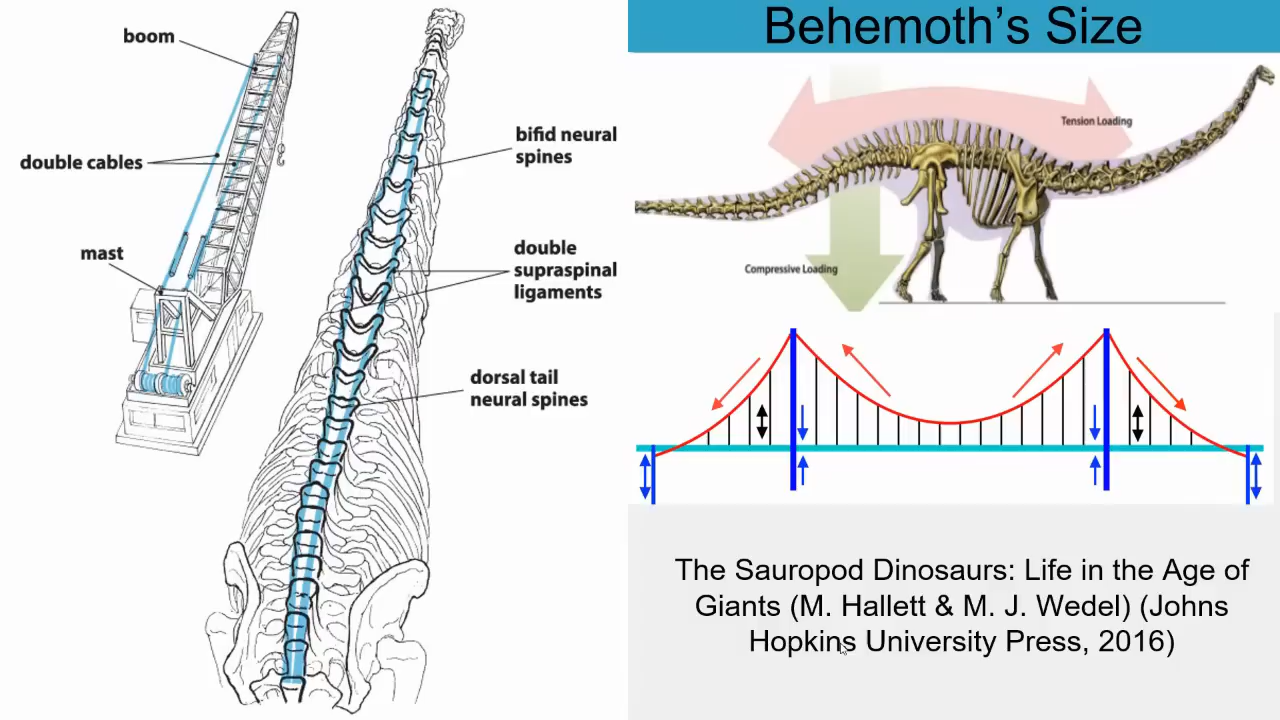 boom
double cables
mast
bifid neural
spines
double
supraspinal
ligaments
dorsal tail
neural spines
Behemoth’s Size
Tension Loading
Compressive Loading
The Sauropod Dinosaurs: Life in the Age of
Giants (M. Hallett & M. J. Wedel) (Johns
Hopkins University Press, 2016)